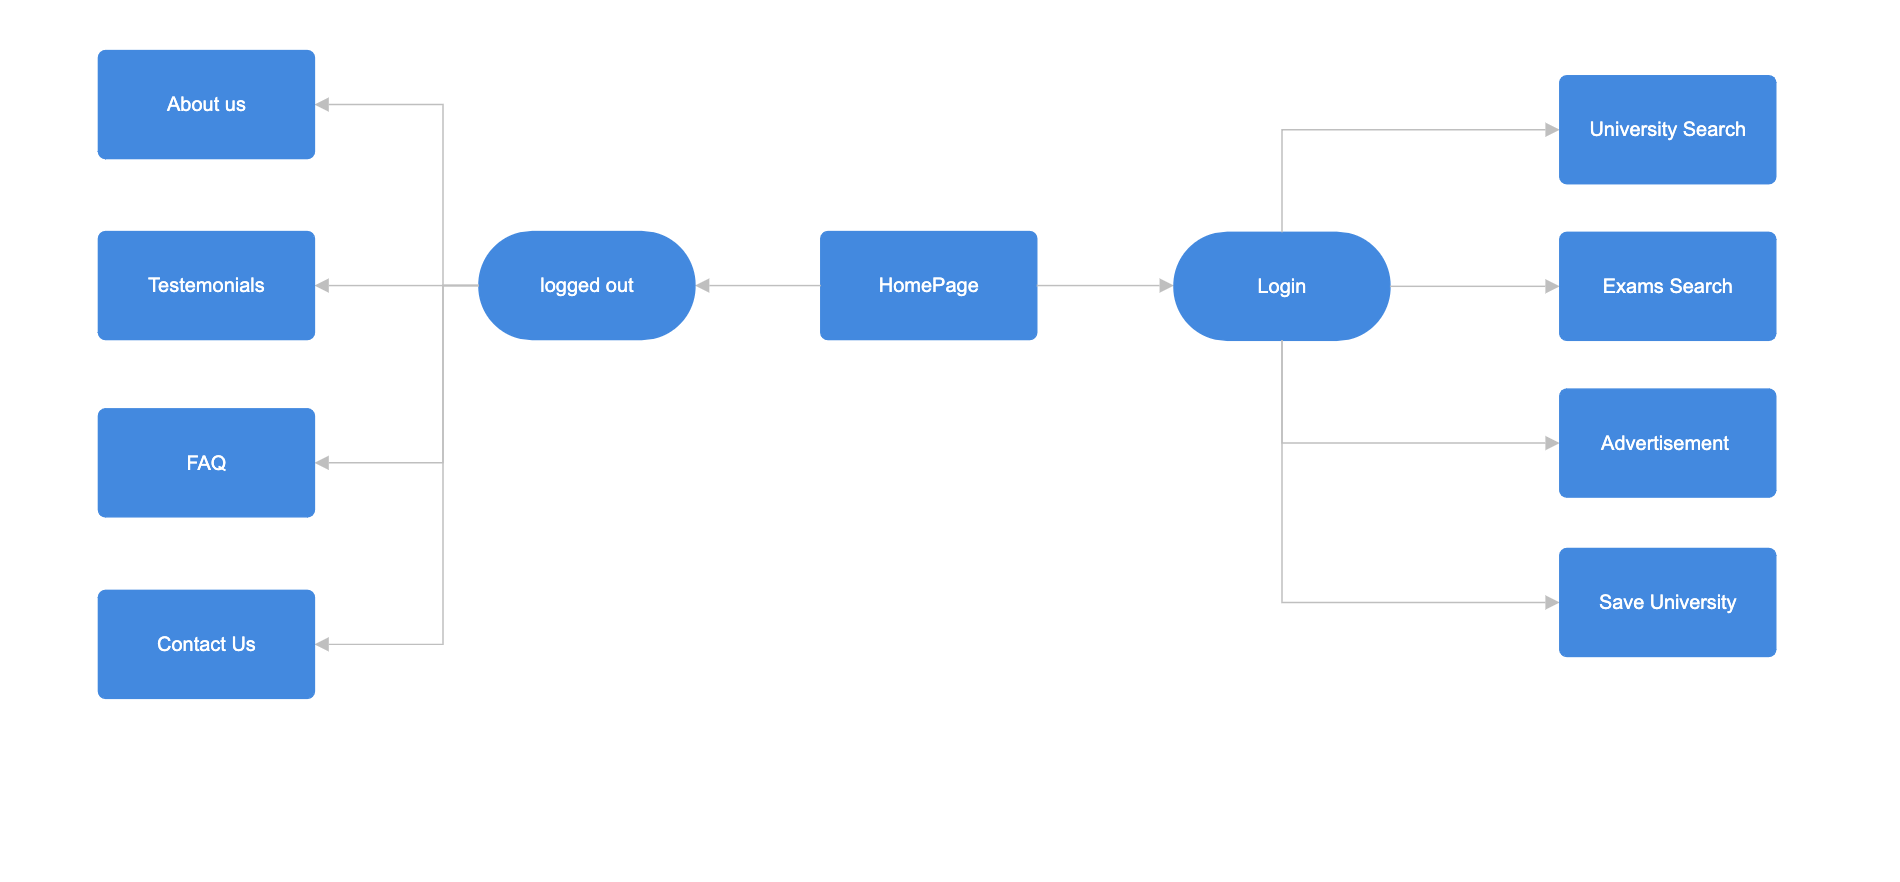 About us
Testemonials
FAQ
Contact Us
logged out
HomePage
Login
University Search
Exams Search
Advertisement
Save University